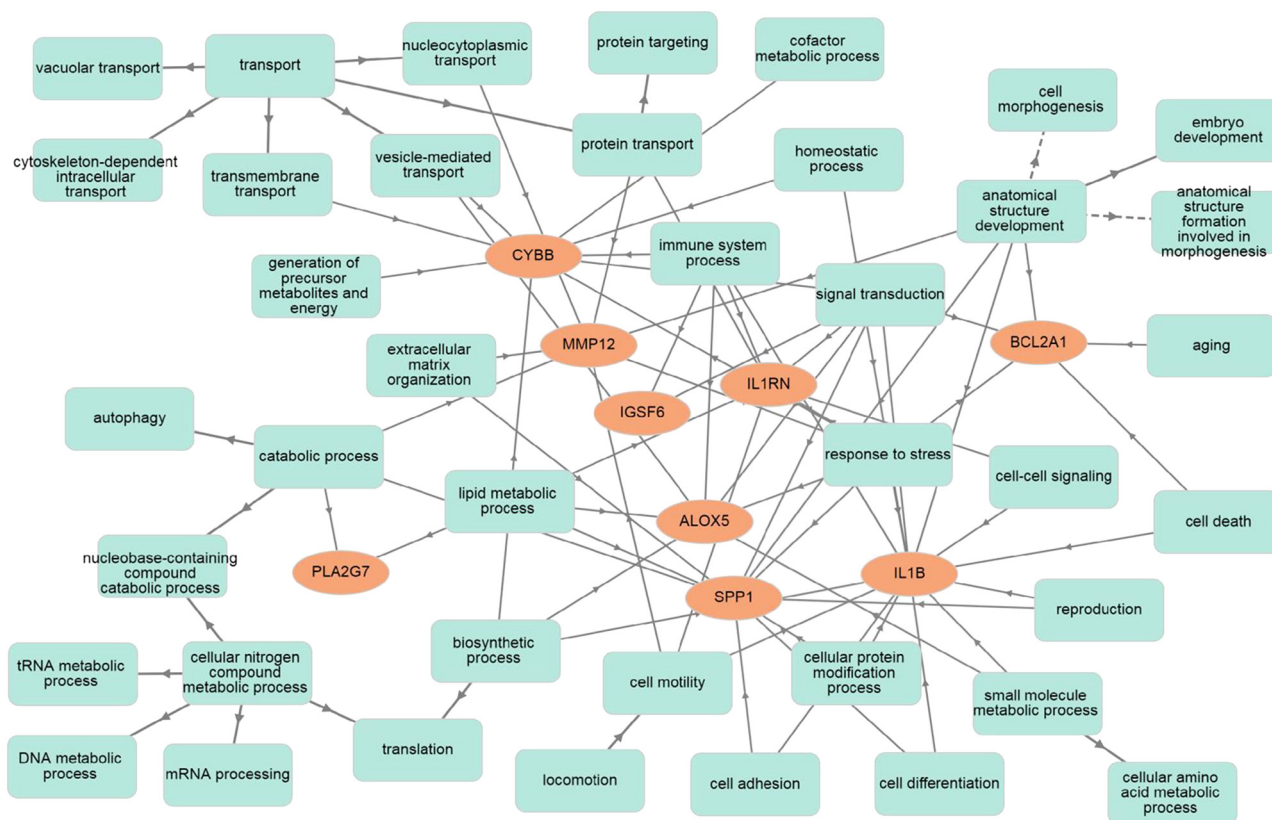 vacuolar transport
transport
nucleocytoplasmic
transport
protein targeting
cofactor
metabolic process
cell
morphogenesis
embryo
development
cytoskeleton-dependent
intracellular
transport
transmembrane
transport
vesicle-mediated
transport
protein transport
homeostatic
process
anatomical
structure
development
anatomical
structure
formation
involved in
morphogenesis
generation of
precursor
metabolites and
energy
CYBB
immune system
process
signal transduction
extracellular
matrix
organization
MMP12
IL1RN
BCL2A1
aging
IGSF6
autophagy
catabolic process
lipid metabolic
process
response to stress
cell-cell signaling
cell death
nucleobase-containing
compound
catabolic process
PLA2G7
ALOX5
SPP1
IL1B
reproduction
tRNA metabolic
process
cellular nitrogen
compound
metabolic process
biosynthetic
process
cell motility
cellular protein
modification
process
small molecule
metabolic process
DNA metabolic
process
mRNA processing
translation
locomotion
cell adhesion
cell differentiation
cellular amino
acid metabolic
process